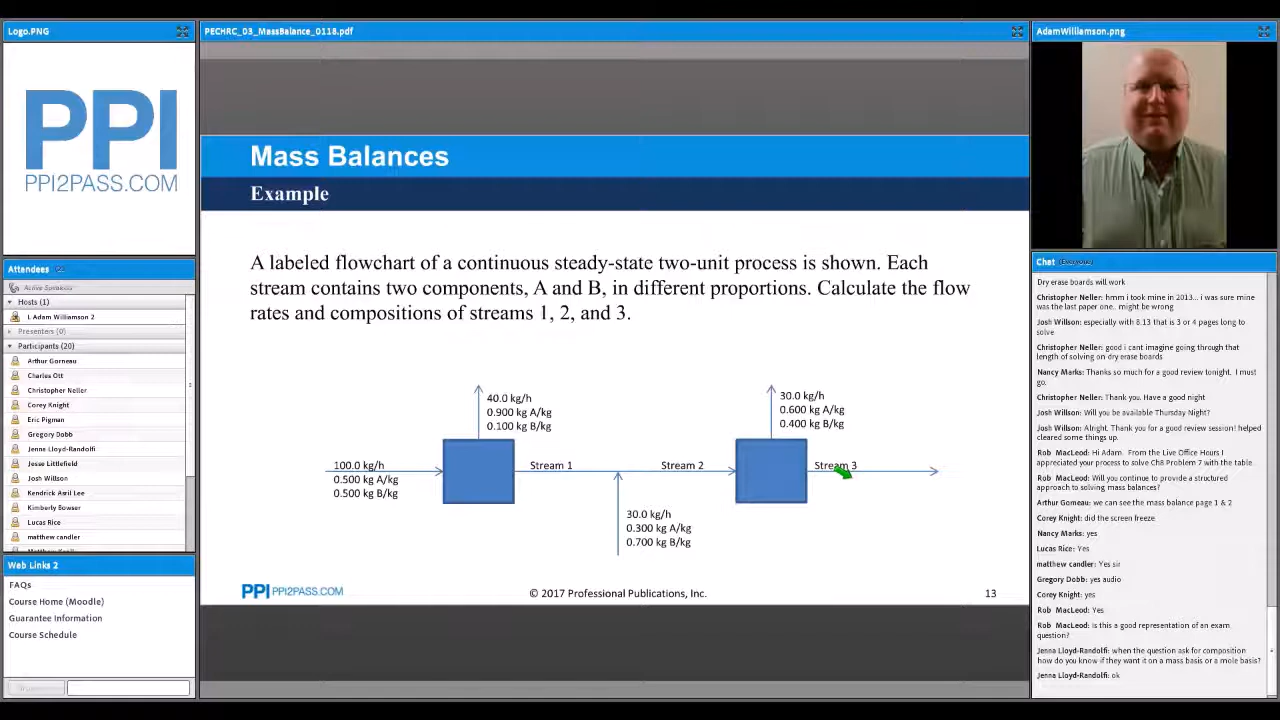 Logo.PNG
PPI
PPI2PASS.COM
Attendees
Active Speakers
Hosts (1)
Adam Williamson 2
Presenters (0)
Participants (20)
Arthur Gorneau
Charles Ott
Christopher Neller
Corey Knight
Eric Pigman
Gregory Dobb
Jenna Lloyd-Randolfi
Jesse Littlefield
Josh Willson
Kendrick Asril Lee
Kimberly Bowser
Lucas Rice
matthew candler
Web Links 2
FAQs
Course Home (Moodle)
Guarantee Information
Course Schedule
PECHRC_03_MassBalance_0118.pdf
Mass Balances
Example
A labeled flowchart of a continuous steady-state two-unit process is shown. Each
stream contains two components, A and B, in different proportions. Calculate the flow
rates and compositions of streams 1, 2, and 3.
40.0 kg/h
0.900 kg A/kg
0.100 kg B/kg
30.0 kg/h
0.600 kg A/kg
0.400 kg B/kg
100.0 kg/h
0.500 kg A/kg
0.500 kg B/kg
Stream 1
Stream 2
Stream 3
30.0 kg/h
0.300 kg A/kg
0.700 kg B/kg
PPI PPI2PASS.COM
© 2017 Professional Publications, Inc.
13
AdamWilliamson.png
Chat (Everyone)
Dry erase boards will work
Christopher Neller: hmm i took mine in 2013... i was sure mine
was the last paper one.. might be wrong
Josh Willson: especially with 8.13 that is 3 or 4 pages long to
solve
Christopher Neller: good i cant imagine going through that
length of solving on dry erase boards
Nancy Marks: Thanks so much for a good review tonight. I must
go.
Christopher Neller: Thank you. Have a good night
Josh Willson: Will you be available Thursday Night?
Josh Willson: Alright. Thank you for a good review session! helped
cleared some things up.
Rob MacLeod: Hi Adam. From the Live Office Hours I
appreciated your process to solve Ch8 Problem 7 with the table
Rob MacLeod: Will you continue to provide a structured
approach to solving mass balances?
Arthur Gorneau: we can see the mass balance page 1 & 2
Corey Knight: did the screen freeze
Nancy Marks: yes
Lucas Rice: Yes
matthew candler: Yes sir
Gregory Dobb: yes audio
Corey Knight: yes
Rob MacLeod: Yes
Rob MacLeod: Is this a good representation of an exam
question?
Jenna Lloyd-Randolfi: when the question ask for composition
how do you know if they want it on a mass basis or a mole basis?
Jenna Lloyd-Randolfi: ok